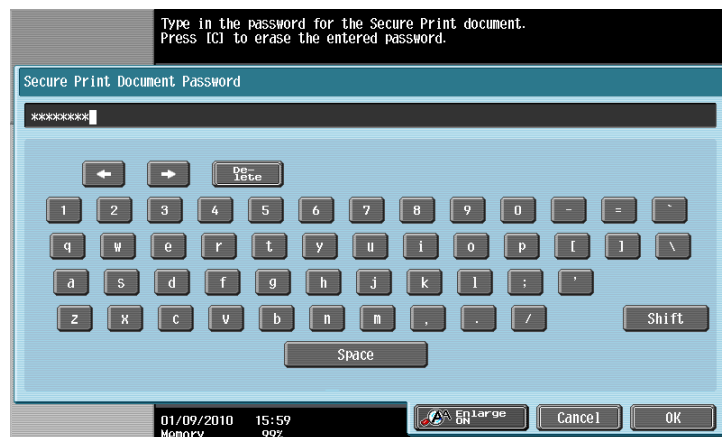 Type in the password for the Secure Print document.
Press [C] to erase the entered password.
Secure Print Document Password
********
← → De-
lete
1 2 3 4 5 6 7 8 9 0 - = `
q w e r t y u i o p [ ] \
a s d f g h j k l ; '
z x c v b n m , . / Shift
Space
Enlarge
ON
Cancel OK
01/09/2010 15:59
Memory 99%